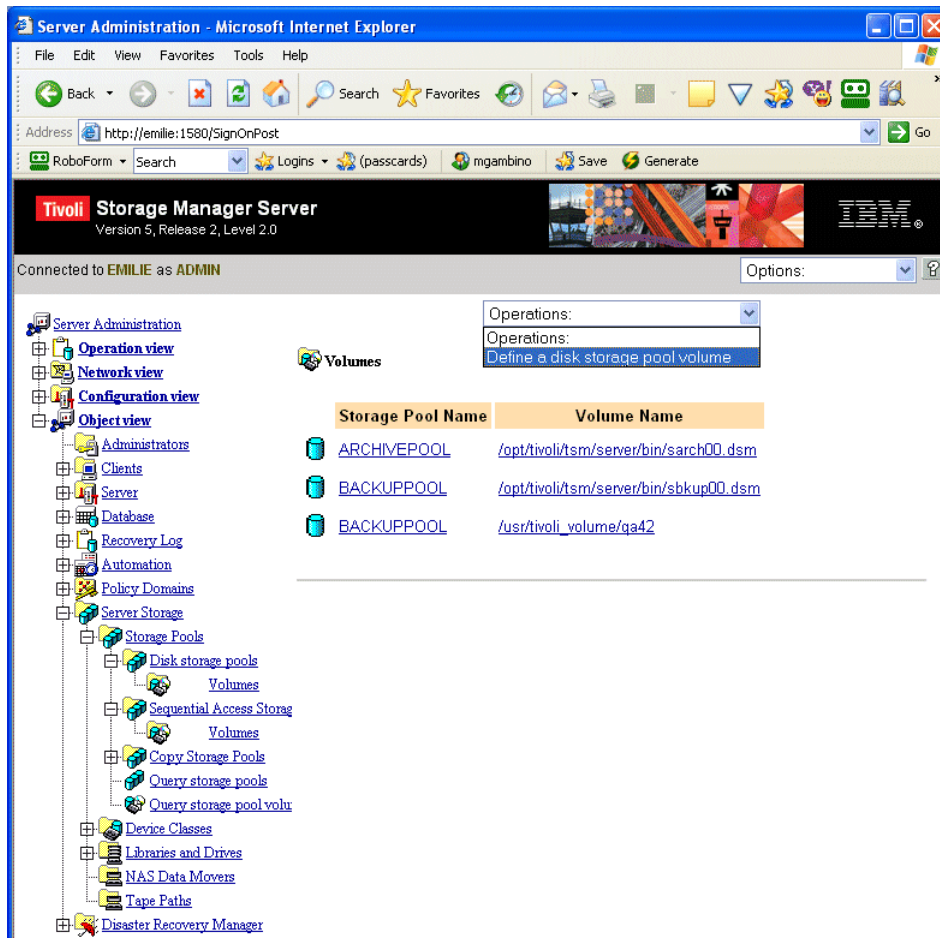 Server Administration - Microsoft Internet Explorer
File Edit View Favorites Tools Help
Back Search Favorites
Address http://emilie:1580/SignOnPost Go
RoboForm Search Logins (passcards) mgambino Save Generate
Tivoli Storage Manager Server
Version 5, Release 2, Level 2.0
IBM®
Connected to EMILIE as ADMIN
Options:
Server Administration
Operation view
Network view
Configuration view
Object view
Administrators
Clients
Server
Database
Recovery Log
Automation
Policy Domains
Server Storage
Storage Pools
Disk storage pools
Volumes
Sequential Access Storag
Volumes
Copy Storage Pools
Query storage pools
Query storage pool volu
Device Classes
Libraries and Drives
NAS Data Movers
Tape Paths
Disaster Recovery Manager
Operations:
Operations:
Define a disk storage pool volume
Volumes
Storage Pool Name Volume Name
ARCHIVEPOOL /opt/tivoli/tsm/server/bin/sarch00.dsm
BACKUPPOOL /opt/tivoli/tsm/server/bin/sbkup00.dsm
BACKUPPOOL /usr/tivoli_volume/qa42